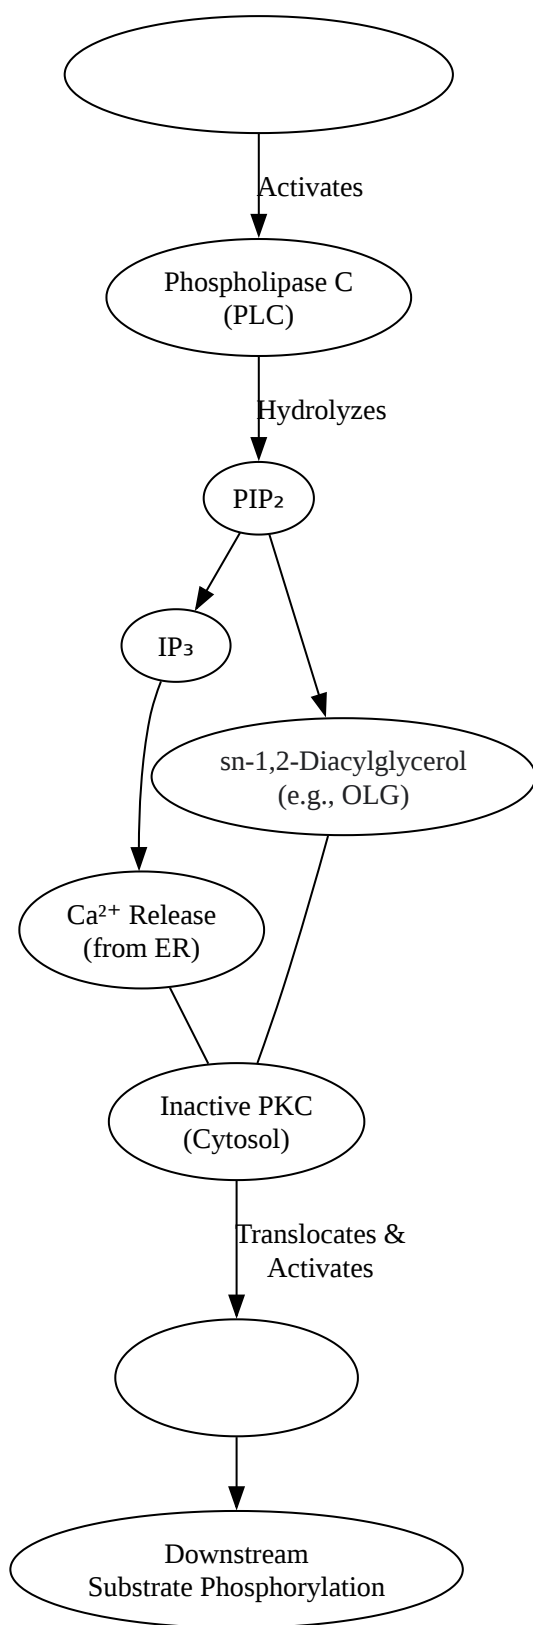 Activates
Phospholipase C
(PLC)
Hydrolyzes
PIP₂
IP₃
sn-1,2-Diacylglycerol
(e.g., OLG)
Ca²⁺ Release
(from ER)
Inactive PKC
(Cytosol)
Translocates &
Activates
Downstream
Substrate Phosphorylation